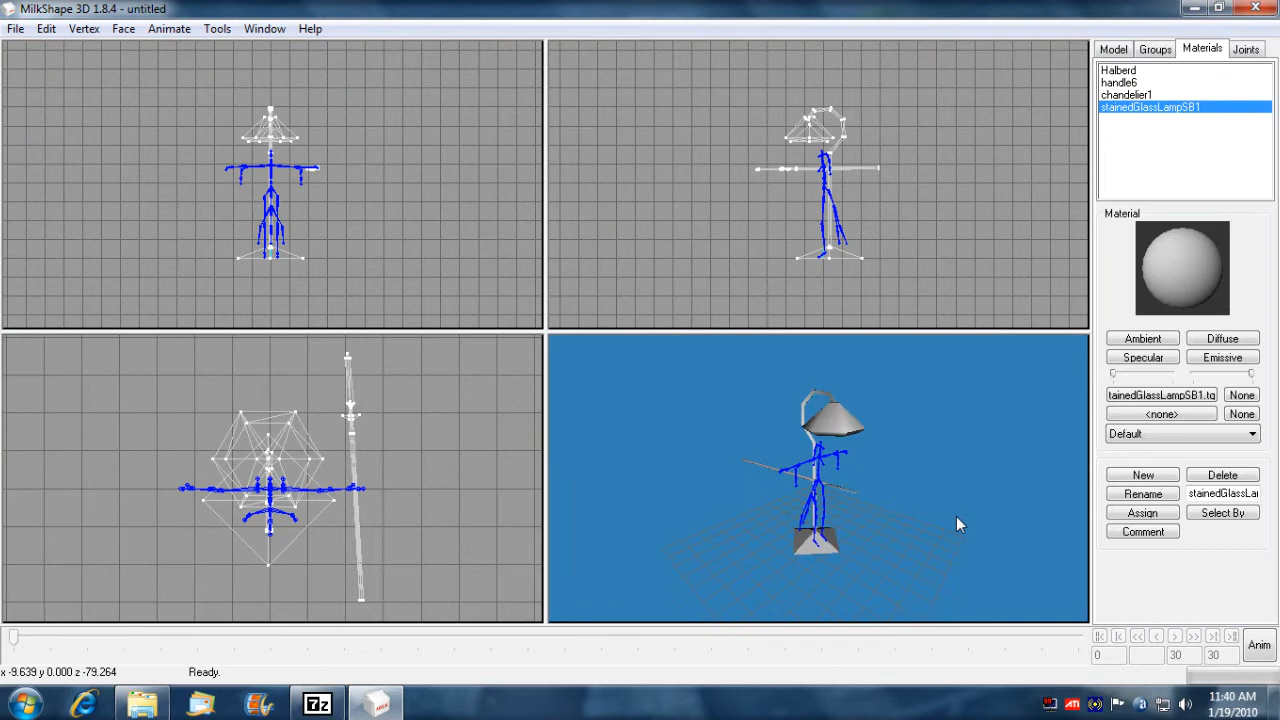 MilkShape 3D 1.8.4 - untitled
File Edit Vertex Face Animate Tools Window Help
Model Groups Materials Joints
Halberd
handle6
chandelier1
stainedGlassLampSB1
Material
Ambient Diffuse
Specular Emissive
tainedGlassLampSB1.tg None
<none> None
Default
New Delete
Rename stainedGlassLa
Assign Select By
Comment
0 30 30 Anim
x -9.639 y 0.000 z -79.264 Ready.
7z MILK ATI
11:40 AM
1/19/2010